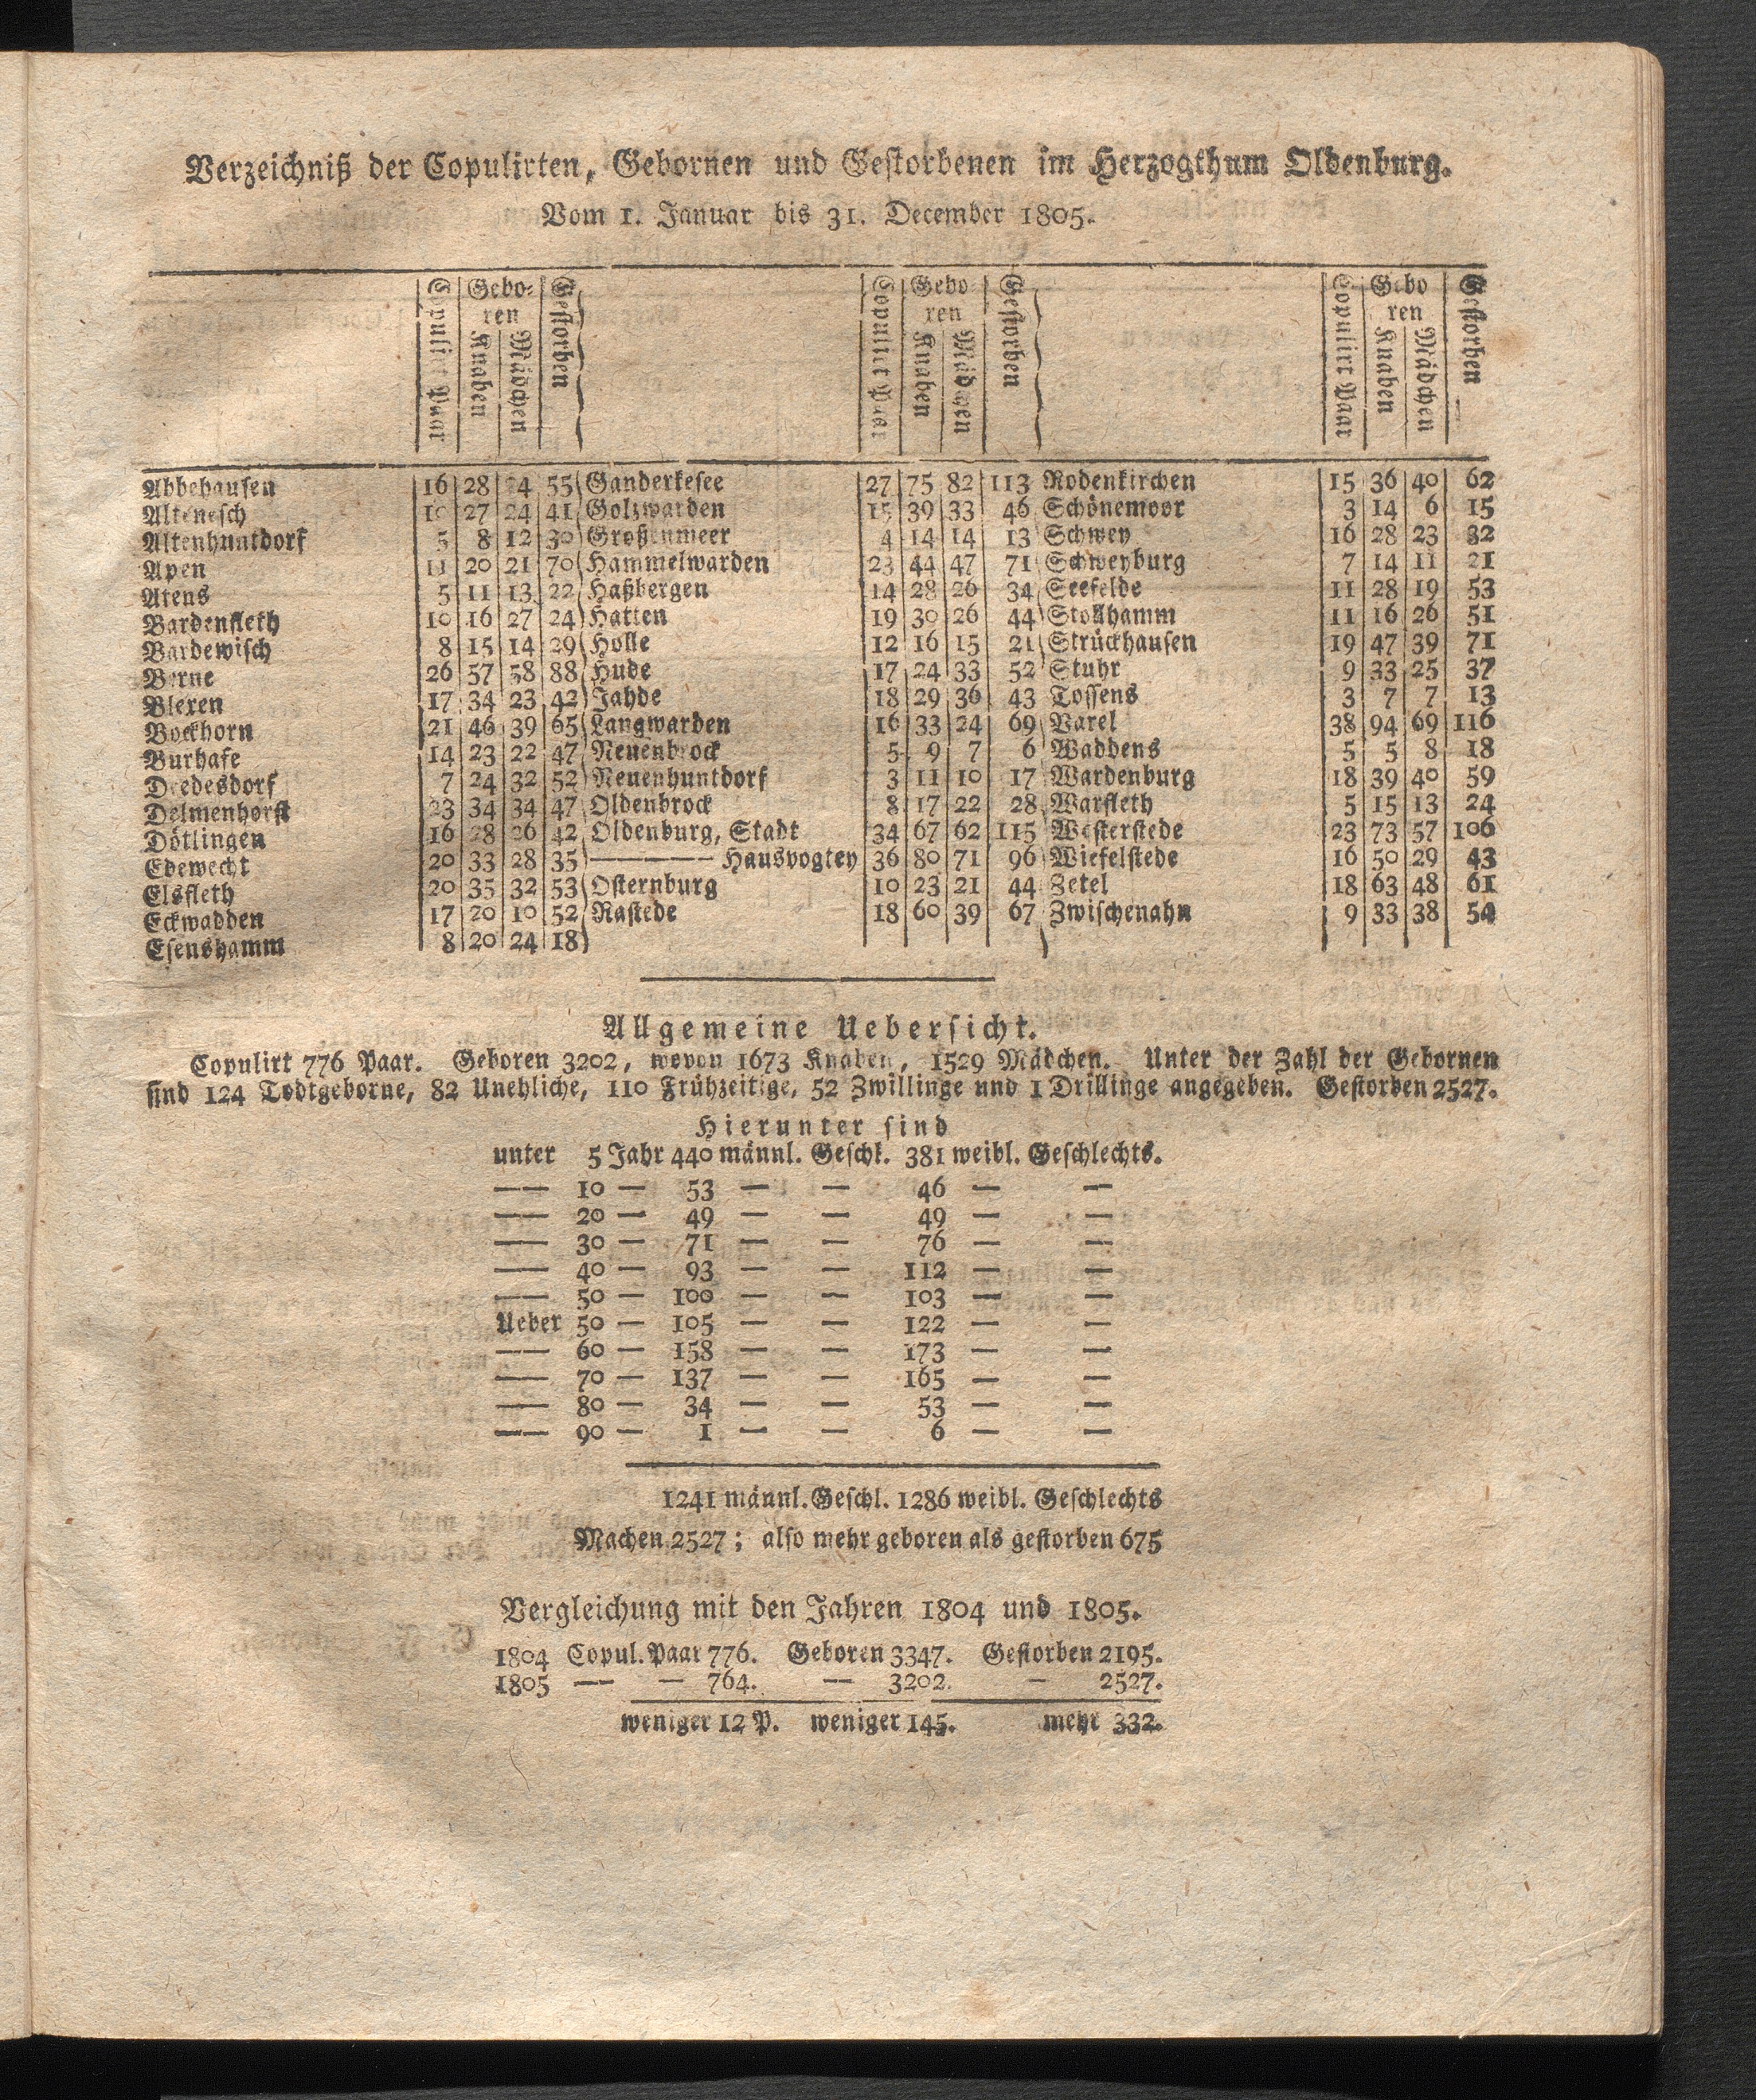 Verzeichniß der Copulirten, Gebornen und Gestorbenen im Herzogthum Oldenburg.
Vom 1. Januar bis 31. December 1805.
Copulirt Paar Gebo- ren Knaben Mädchen Gestorben Copulirt Paar Gebo ren Knaben Mädchen Gestorben Copulirt Paar Gebo ren Knaben Mädchen Gestorben
Abbehausen 16 28 24 55 Ganderkesee 27 75 82 113 Rodenkirchen 15 36 40 62
Altenesch 10 27 24 41 Golzwarden 15 39 33 46 Schönemoor 3 14 6 15
Altenhuntdorf 5 8 12 30 Großenmeer 4 14 14 13 Schwey 16 28 23 32
Apen 11 20 21 70 Hammelwarden 23 44 47 71 Schweyburg 7 14 11 21
Atens 5 11 13 22 Haßbergen 14 28 26 34 Seefelde 11 28 19 53
Bardenfleth 10 16 27 24 Hatten 19 30 26 44 Stollhamm 11 16 26 51
Bardewisch 8 15 14 29 Holle 12 16 15 21 Strückhausen 19 47 39 71
Berne 26 57 58 88 Hude 17 24 33 52 Stuhr 9 33 25 37
Blexen 17 34 23 42 Jahde 18 29 36 43 Tossens 3 7 7 13
Bockhorn 21 46 39 65 Langwarden 16 33 24 69 Varel 38 94 69 116
Burhafe 14 23 22 47 Neuenbrock 5 9 7 6 Waddens 5 5 8 18
Dedesdorf 7 24 32 52 Neuenhuntdorf 3 11 10 17 Wardenburg 18 39 40 59
Delmenhorst 23 34 34 47 Oldenbrock 8 17 22 28 Warfleth 5 15 13 24
Dötlingen 16 28 26 42 Oldenburg, Stadt 34 67 62 115 Westerstede 23 73 57 106
Edewecht 20 33 28 35 ——— Hausvogtey 36 80 71 96 Wiefelstede 16 50 29 43
Elsfleth 20 35 32 53 Osternburg 10 23 21 44 Zetel 18 63 48 61
Eckwadden 17 20 10 52 Rastede 18 60 39 67 Zwischenahn 9 33 38 54
Esenshamm 8 20 24 18
Allgemeine Uebersicht.
Copulirt 776 Paar. Geboren 3202, wovon 1673 Knaben, 1529 Mädchen. Unter der Zahl der Gebornen
sind 124 Todtgeborne, 82 Unehliche, 110 Frühzeitige, 52 Zwillinge und 1 Drillinge angegeben. Gestorben 2527.
Hierunter sind
unter 5 Jahr 440 männl. Geschl. 381 weibl. Geschlechts.
—— 10 — 53 — — 46 — —
—— 20 — 49 — — 49 — —
—— 30 — 71 — — 76 — —
—— 40 — 93 — — 112 — —
—— 50 — 100 — — 103 — —
Ueber 50 — 105 — — 122 — —
—— 60 — 158 — — 173 — —
—— 70 — 137 — — 165 — —
—— 80 — 34 — — 53 — —
—— 90 — 1 — — 6 — —
1241 männl. Geschl. 1286 weibl. Geschlechts
Machen 2527; also mehr geboren als gestorben 675
Vergleichung mit den Jahren 1804 und 1805.
1804 Copul. Paar 776. Geboren 3347. Gestorben 2195.
1805 —— — 764. — 3202. — 2527.
weniger 12 P. weniger 145. mehr 332.